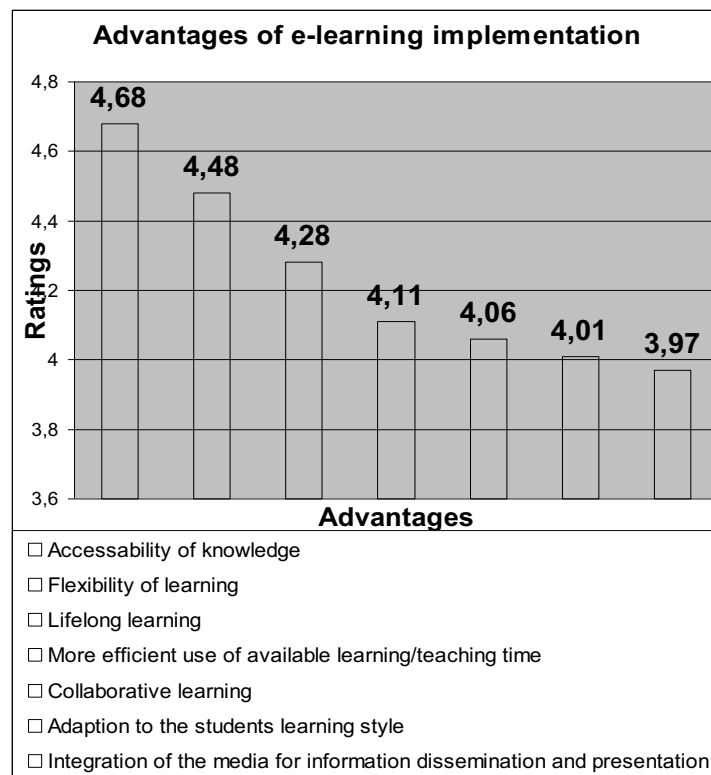 Advantages of e-learning implementation
4,8
4,6
4,4
4,2
4
3,8
3,6
Ratings
4,68
4,48
4,28
4,11
4,06
4,01
3,97
Advantages
Accessability of knowledge
Flexibility of learning
Lifelong learning
More efficient use of available learning/teaching time
Collaborative learning
Adaption to the students learning style
Integration of the media for information dissemination and presentation